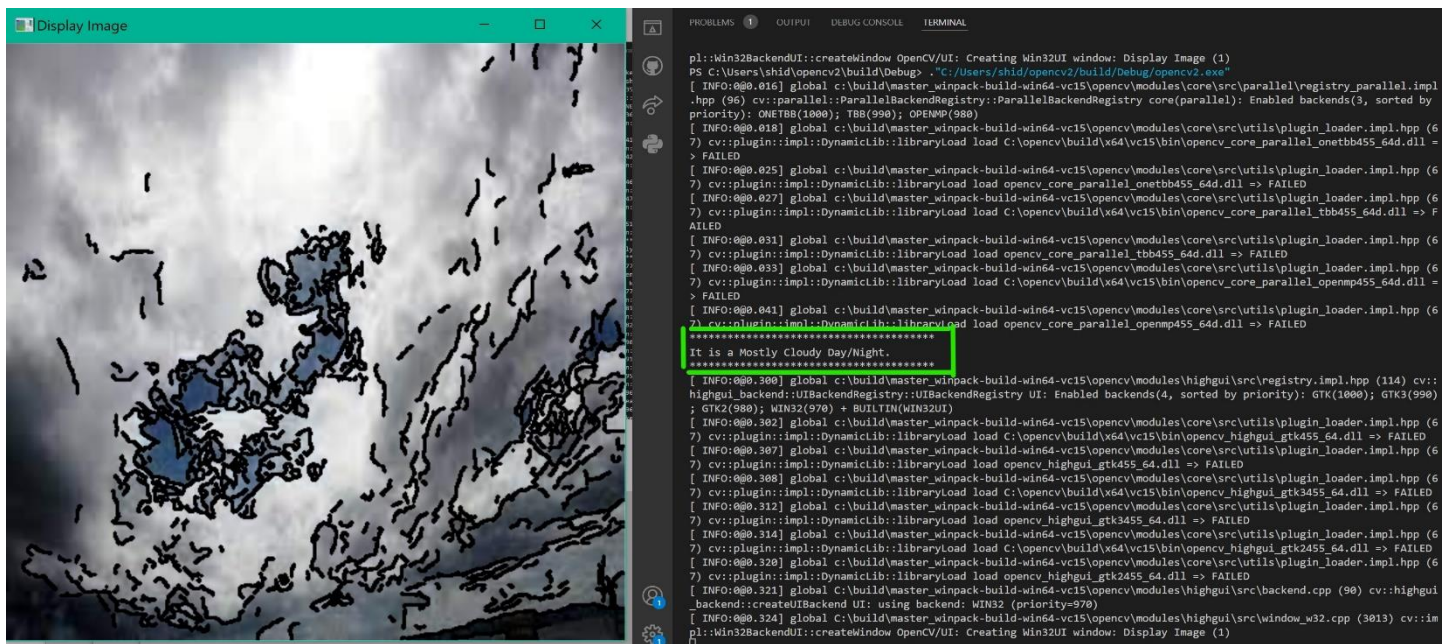 Display Image
PROBLEMS 1 OUTPUT DEBUG CONSOLE TERMINAL
pl::Win32BackendUI::createWindow OpenCV/UI: Creating Win32UI window: Display Image (1)
PS C:\Users\shid\opencv2\build\Debug> ."C:/Users/shid/opencv2/build/Debug/opencv2.exe"
[ INFO:0@0.016] global c:\build\master_winpack-build-win64-vc15\opencv\modules\core\src\parallel\registry_parallel.impl
.hpp (96) cv::parallel::ParallelBackendRegistry::ParallelBackendRegistry core(parallel): Enabled backends(3, sorted by
priority): ONETBB(1000); TBB(990); OPENMP(980)
[ INFO:0@0.018] global c:\build\master_winpack-build-win64-vc15\opencv\modules\core\src\utils\plugin_loader.impl.hpp (6
7) cv::plugin::impl::DynamicLib::libraryLoad load C:\opencv\build\x64\vc15\bin\opencv_core_parallel_onetbb455_64d.dll =
> FAILED
[ INFO:0@0.025] global c:\build\master_winpack-build-win64-vc15\opencv\modules\core\src\utils\plugin_loader.impl.hpp (6
7) cv::plugin::impl::DynamicLib::libraryLoad load opencv_core_parallel_onetbb455_64d.dll => FAILED
[ INFO:0@0.027] global c:\build\master_winpack-build-win64-vc15\opencv\modules\core\src\utils\plugin_loader.impl.hpp (6
7) cv::plugin::impl::DynamicLib::libraryLoad load C:\opencv\build\x64\vc15\bin\opencv_core_parallel_tbb455_64d.dll => F
AILED
[ INFO:0@0.031] global c:\build\master_winpack-build-win64-vc15\opencv\modules\core\src\utils\plugin_loader.impl.hpp (6
7) cv::plugin::impl::DynamicLib::libraryLoad load opencv_core_parallel_tbb455_64d.dll => FAILED
[ INFO:0@0.033] global c:\build\master_winpack-build-win64-vc15\opencv\modules\core\src\utils\plugin_loader.impl.hpp (6
7) cv::plugin::impl::DynamicLib::libraryLoad load C:\opencv\build\x64\vc15\bin\opencv_core_parallel_openmp455_64d.dll =
> FAILED
[ INFO:0@0.041] global c:\build\master_winpack-build-win64-vc15\opencv\modules\core\src\utils\plugin_loader.impl.hpp (6
7) cv::plugin::impl::DynamicLib::libraryLoad load opencv_core_parallel_openmp455_64d.dll => FAILED
***************************************
It is a Mostly Cloudy Day/Night.
***************************************
[ INFO:0@0.300] global c:\build\master_winpack-build-win64-vc15\opencv\modules\highgui\src\registry.impl.hpp (114) cv::
highgui_backend::UIBackendRegistry::UIBackendRegistry UI: Enabled backends(4, sorted by priority): GTK(1000); GTK3(990)
; GTK2(980); WIN32(970) + BUILTIN(WIN32UI)
[ INFO:0@0.302] global c:\build\master_winpack-build-win64-vc15\opencv\modules\core\src\utils\plugin_loader.impl.hpp (6
7) cv::plugin::impl::DynamicLib::libraryLoad load C:\opencv\build\x64\vc15\bin\opencv_highgui_gtk455_64.dll => FAILED
[ INFO:0@0.307] global c:\build\master_winpack-build-win64-vc15\opencv\modules\core\src\utils\plugin_loader.impl.hpp (6
7) cv::plugin::impl::DynamicLib::libraryLoad load opencv_highgui_gtk455_64.dll => FAILED
[ INFO:0@0.308] global c:\build\master_winpack-build-win64-vc15\opencv\modules\core\src\utils\plugin_loader.impl.hpp (6
7) cv::plugin::impl::DynamicLib::libraryLoad load C:\opencv\build\x64\vc15\bin\opencv_highgui_gtk3455_64.dll => FAILED
[ INFO:0@0.312] global c:\build\master_winpack-build-win64-vc15\opencv\modules\core\src\utils\plugin_loader.impl.hpp (6
7) cv::plugin::impl::DynamicLib::libraryLoad load opencv_highgui_gtk3455_64.dll => FAILED
[ INFO:0@0.314] global c:\build\master_winpack-build-win64-vc15\opencv\modules\core\src\utils\plugin_loader.impl.hpp (6
7) cv::plugin::impl::DynamicLib::libraryLoad load C:\opencv\build\x64\vc15\bin\opencv_highgui_gtk2455_64.dll => FAILED
[ INFO:0@0.320] global c:\build\master_winpack-build-win64-vc15\opencv\modules\core\src\utils\plugin_loader.impl.hpp (6
7) cv::plugin::impl::DynamicLib::libraryLoad load opencv_highgui_gtk2455_64.dll => FAILED
[ INFO:0@0.321] global c:\build\master_winpack-build-win64-vc15\opencv\modules\highgui\src\backend.cpp (90) cv::highgui
_backend::createUIBackend UI: using backend: WIN32 (priority=970)
[ INFO:0@0.324] global c:\build\master_winpack-build-win64-vc15\opencv\modules\highgui\src\window_w32.cpp (3013) cv::im
pl::Win32BackendUI::createWindow OpenCV/UI: Creating Win32UI window: Display Image (1)
1
1